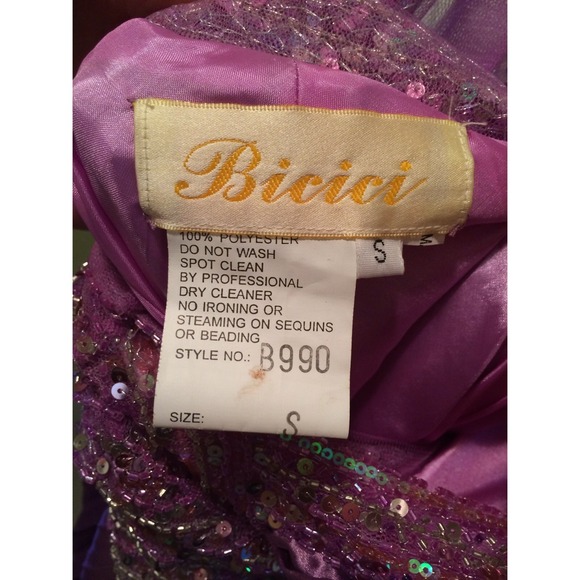 Bicici
100% POLYESTER
DO NOT WASH
SPOT CLEAN
BY PROFESSIONAL
DRY CLEANER
NO IRONING OR
STEAMING ON SEQUINS
OR BEADING
STYLE NO.: B990
SIZE: S
S
M